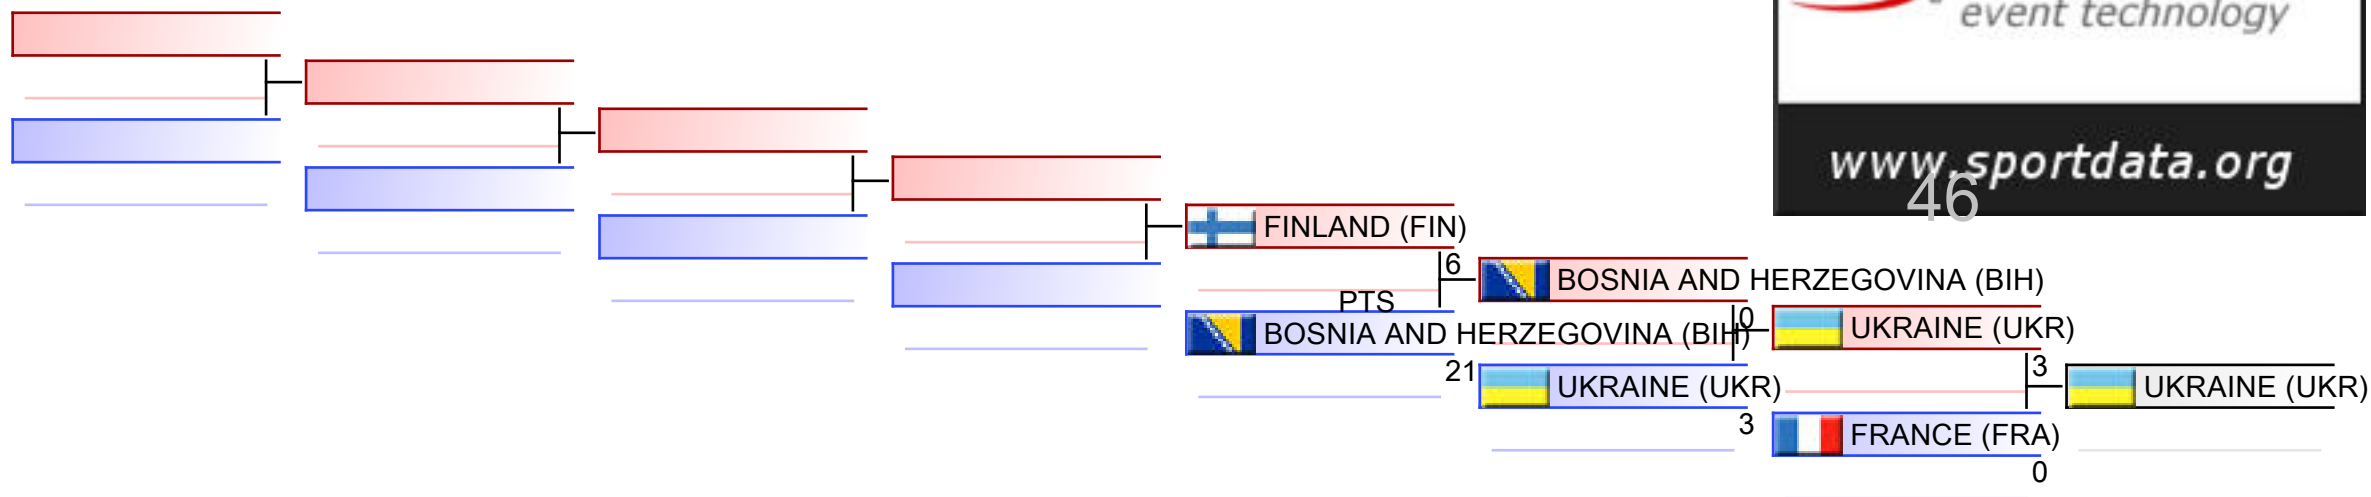 event technology
www.sportdata.org
46
FINLAND (FIN)
6
BOSNIA AND HERZEGOVINA (BIH)
PTS
BOSNIA AND HERZEGOVINA (BIH)
0
UKRAINE (UKR)
21
UKRAINE (UKR)
3
UKRAINE (UKR)
3
FRANCE (FRA)
0